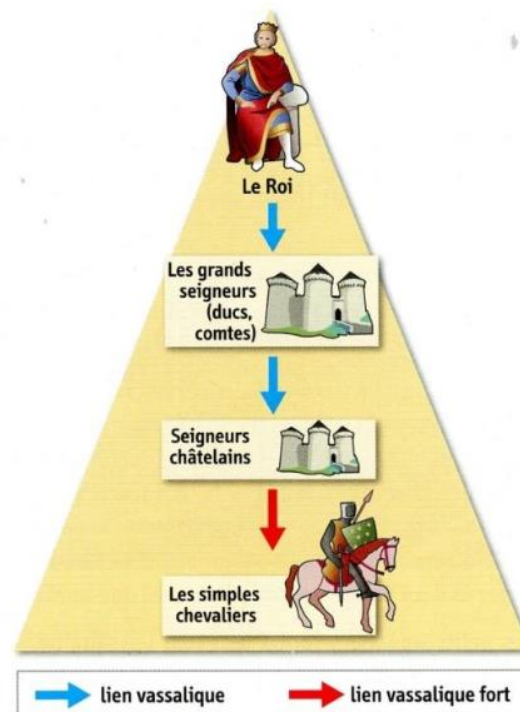 Le Roi
Les grands
seigneurs
(ducs,
comtes)
Seigneurs
châtelains
Les simples
chevaliers
lien vassalique
lien vassalique fort